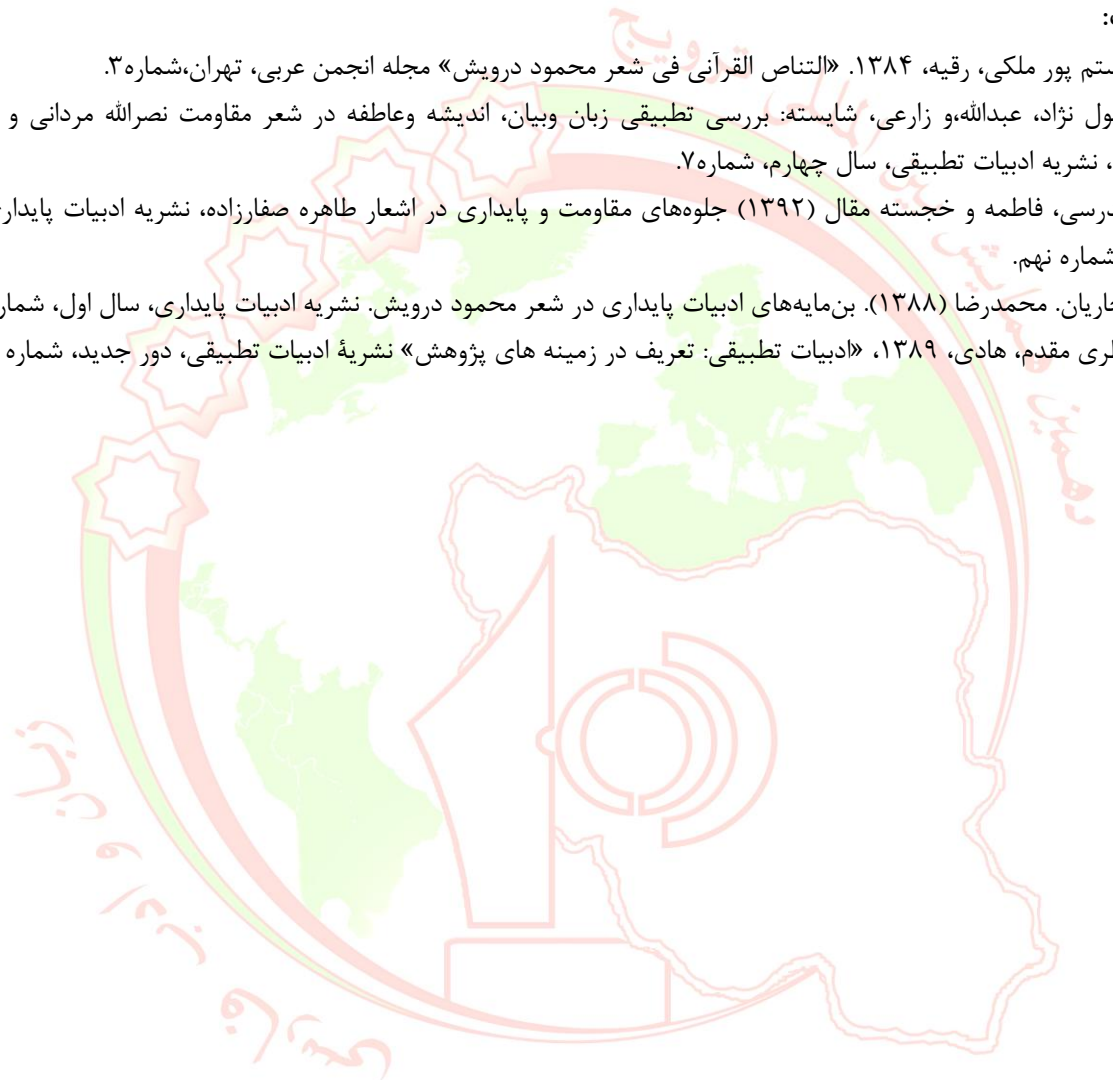 ستم پور ملکی، رقیه، ۱۳۸۴. «التناص القرآنی فی شعر محمود درویش» مجله انجمن عربی، تهران،شماره۳.
ول نژاد، عبدالله،و زارعی، شایسته: بررسی تطبیقی زبان وبیان، اندیشه وعاطفه در شعر مقاومت نصرالله مردانی و
، نشریه ادبیات تطبیقی، سال چهارم، شماره۷.
درسی، فاطمه و خجسته مقال (۱۳۹۲) جلوه‌های مقاومت و پایداری در اشعار طاهره صفارزاده، نشریه ادبیات پایدار
شماره نهم.
اریان. محمدرضا (۱۳۸۸). بن‌مایه‌های ادبیات پایداری در شعر محمود درویش. نشریه ادبیات پایداری، سال اول، شمار
ظری مقدم، هادی، ۱۳۸۹، «ادبیات تطبیقی: تعریف در زمینه های پژوهش» نشریۀ ادبیات تطبیقی، دور جدید، شماره